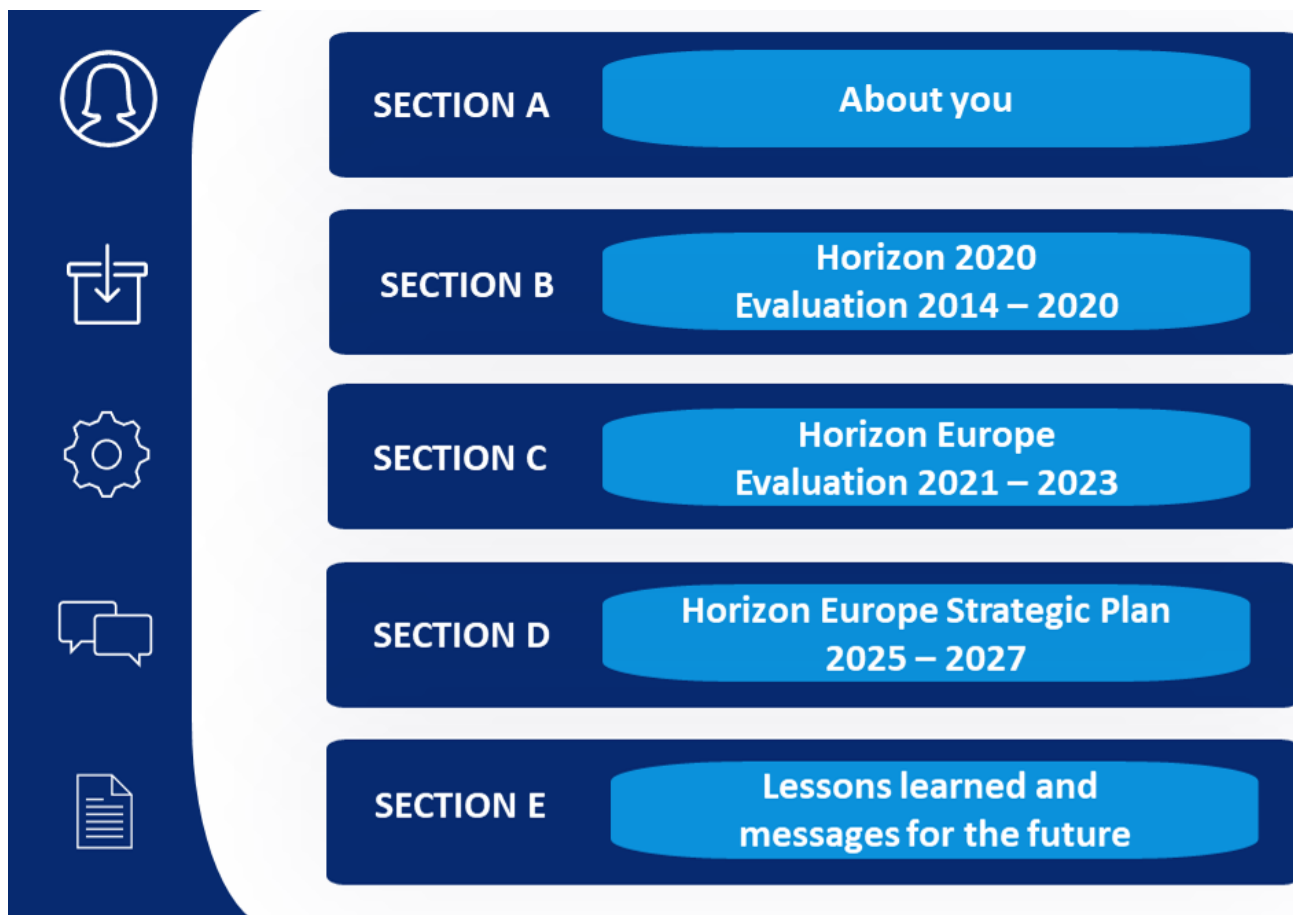 SECTION A
About you
SECTION B
Horizon 2020
Evaluation 2014 – 2020
SECTION C
Horizon Europe
Evaluation 2021 – 2023
SECTION D
Horizon Europe Strategic Plan
2025 – 2027
SECTION E
Lessons learned and
messages for the future